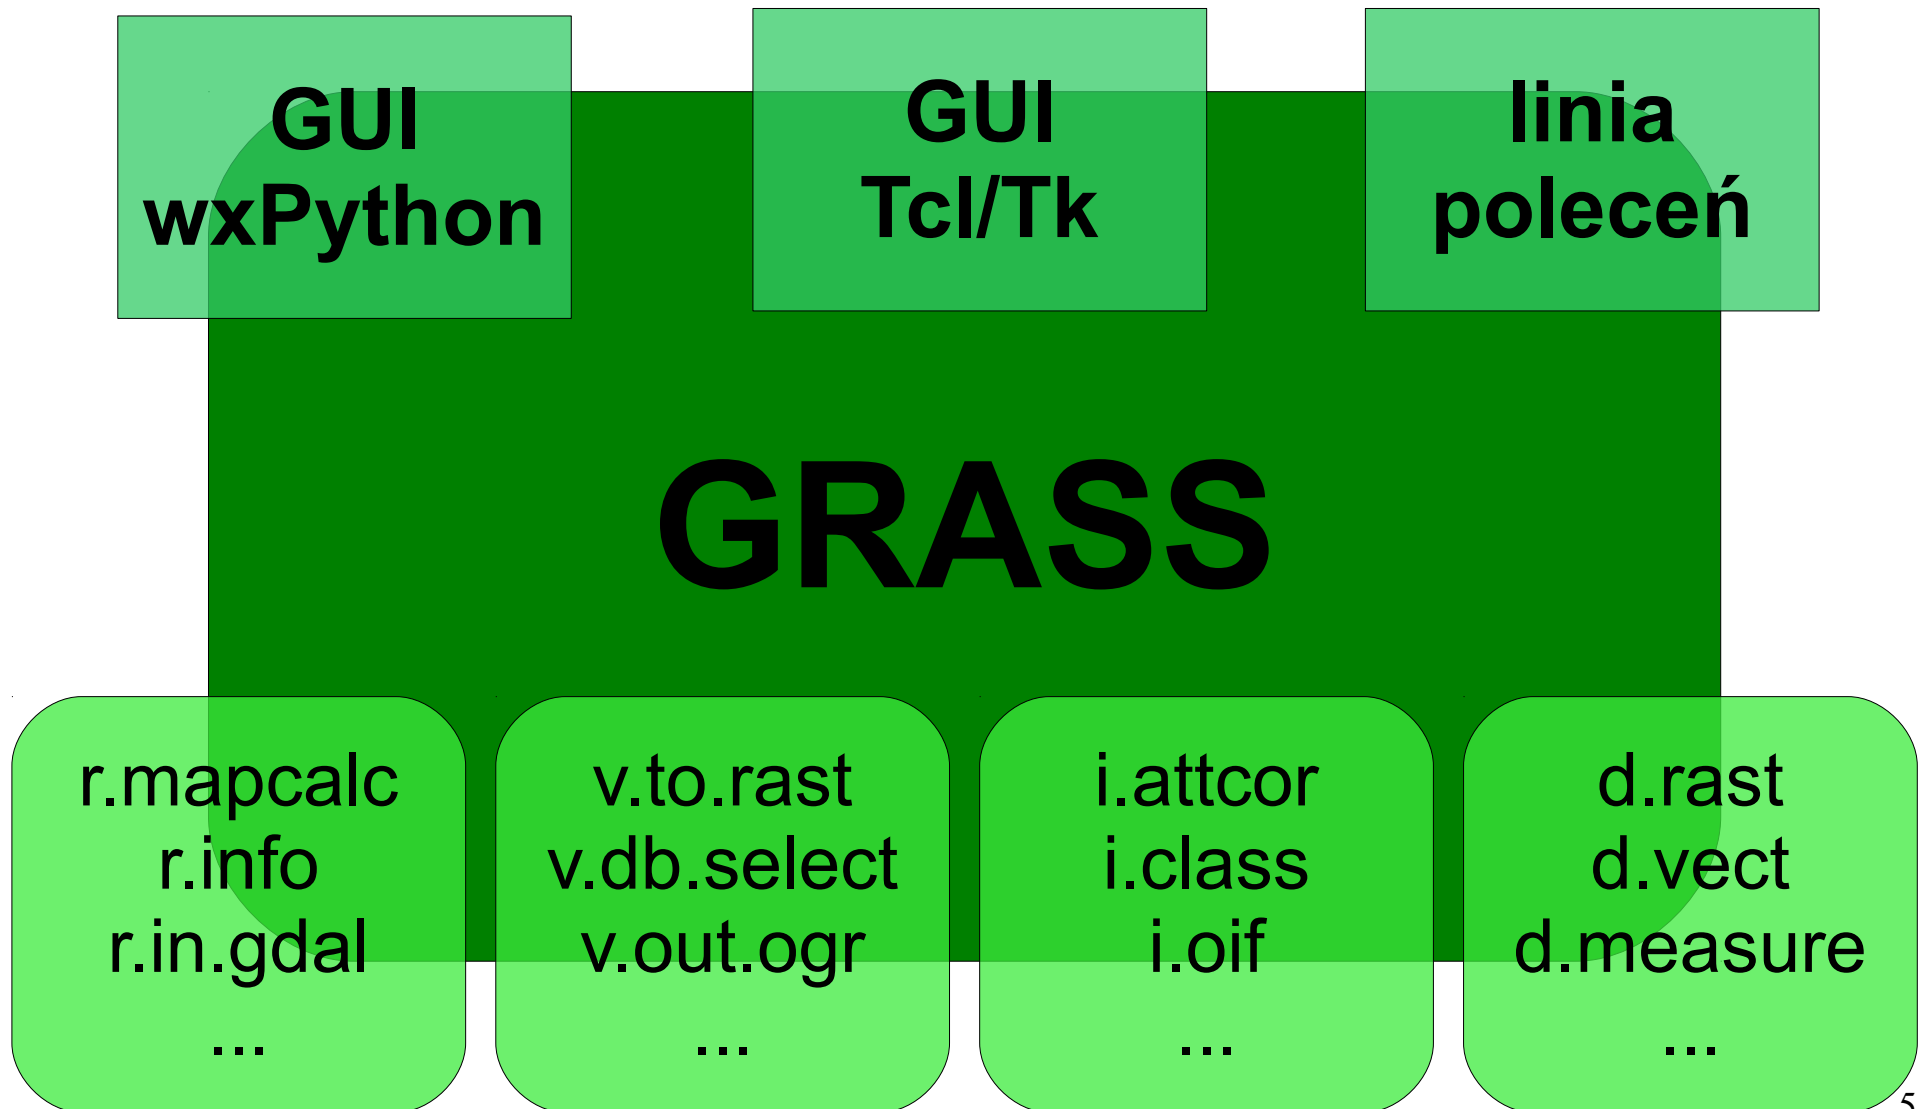 GUI
wxPython
GUI
Tcl/Tk
linia
poleceń
GRASS
r.mapcalc
r.info
r.in.gdal
...
v.to.rast
v.db.select
v.out.ogr
...
i.attcor
i.class
i.oif
...
d.rast
d.vect
d.measure
...
5